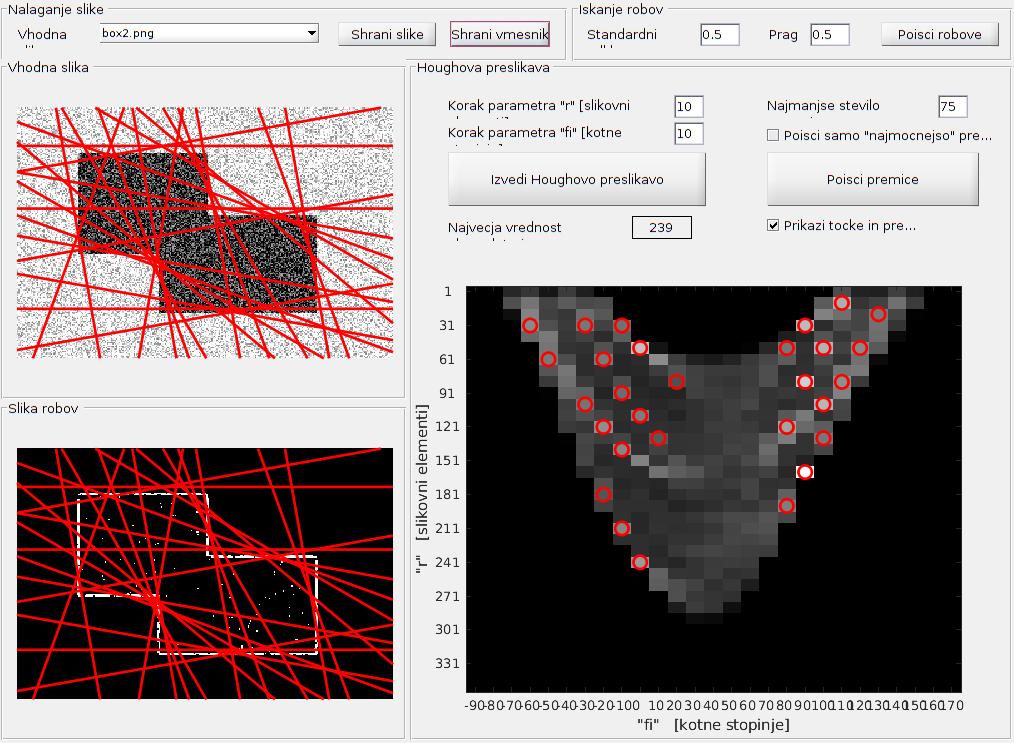 Nalaganje slike
Iskanje robov
Vhodna
box2.png
Shrani slike
Shrani vmesnik
Standardni
0.5
Prag
0.5
Poisci robove
Vhodna slika
Houghova preslikava
Korak parametra "r" [slikovni
10
Najmanjse stevilo
75
Korak parametra "fi" [kotne
10
Poisci samo "najmocnejso" pre...
Izvedi Houghovo preslikavo
Poisci premice
Najvecja vrednost
239
Prikazi tocke in pre...
Slika robov
1
31
61
91
121
151
181
211
241
271
301
331
"r" [slikovni elementi]
-90-80-70-60-50-40-30-20-100 10 20 30 40 50 60 70 80 90100110120130140150160170
"fi" [kotne stopinje]